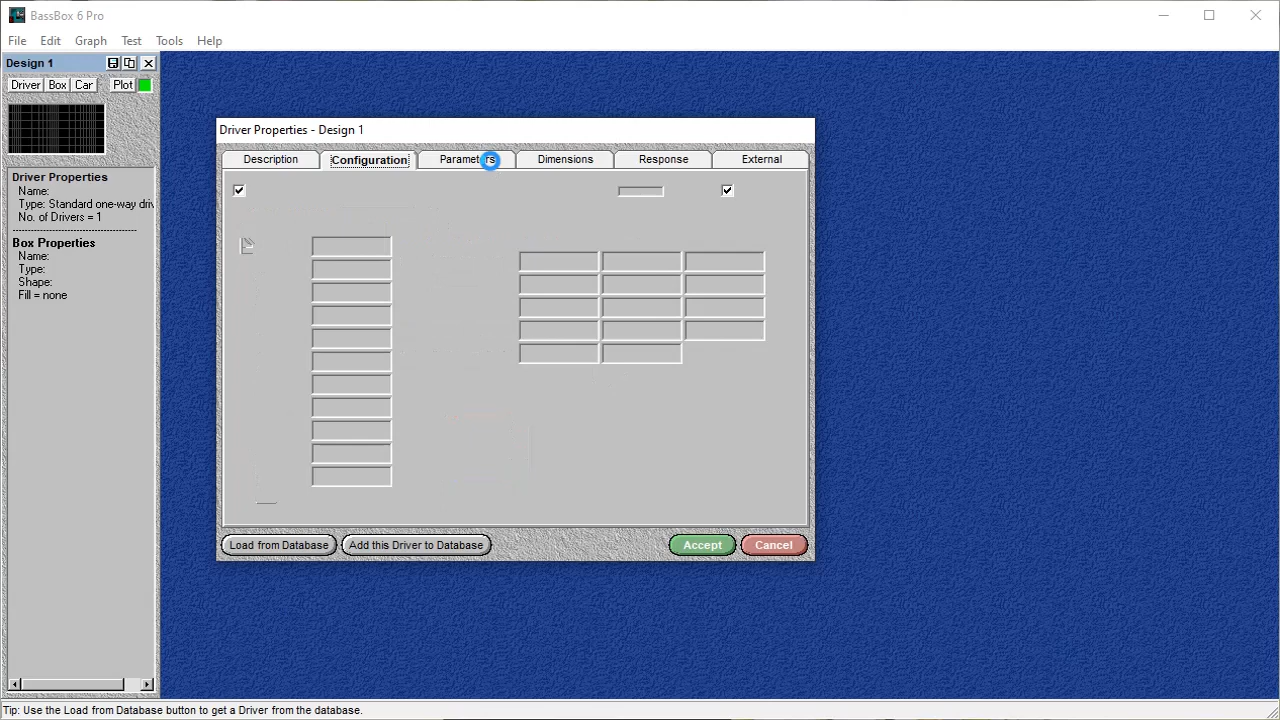 BassBox 6 Pro
File Edit Graph Test Tools Help
Design 1
Driver Box Car Plot
Driver Properties
Name:
Type: Standard one-way driv
No. of Drivers = 1
Box Properties
Name:
Type:
Shape:
Fill = none
Driver Properties - Design 1
Description Configuration Parameters Dimensions Response External
Load from Database Add this Driver to Database Accept Cancel
Tip: Use the Load from Database button to get a Driver from the database.